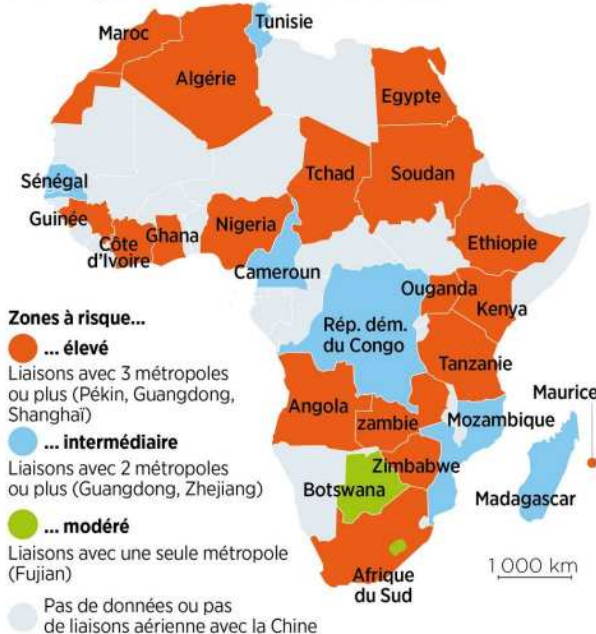 Maroc
Tunisie
Algérie
Egypte
Sénégal
Tchad
Soudan
Guinée
Côte
d'Ivoire
Ghana
Nigeria
Ethiopie
Cameroun
Ouganda
Kenya
Rép. dém.
du Congo
Tanzanie
Angola
zambie
Mozambique
Maurice
Zimbabwe
Botswana
Madagascar
Afrique
du Sud
1 000 km
Zones à risque...
... élevé
Liaisons avec 3 métropoles
ou plus (Pékin, Guangdong,
Shanghaï)
... intermédiaire
Liaisons avec 2 métropoles
ou plus (Guangdong, Zhejiang)
... modéré
Liaisons avec une seule métropole
(Fujian)
Pas de données ou pas
de liaisons aérienne avec la Chine